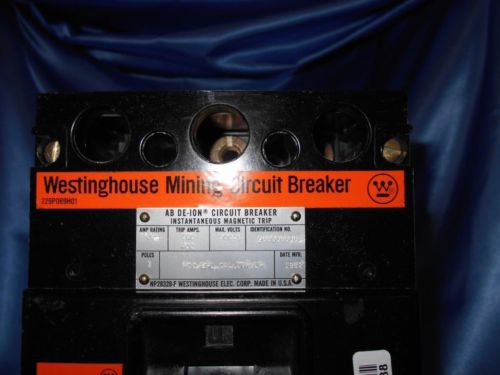 Westinghouse Mining Circuit Breaker
229P069H01
AB DE-ION® CIRCUIT BREAKER
INSTANTANEOUS MAGNETIC TRIP
AMP RATING TRIP AMPS. MAX. VOLTS IDENTIFICATION NO.
POLES DATE MFR.
NP28328-F WESTINGHOUSE ELEC. CORP. MADE IN U.S.A.